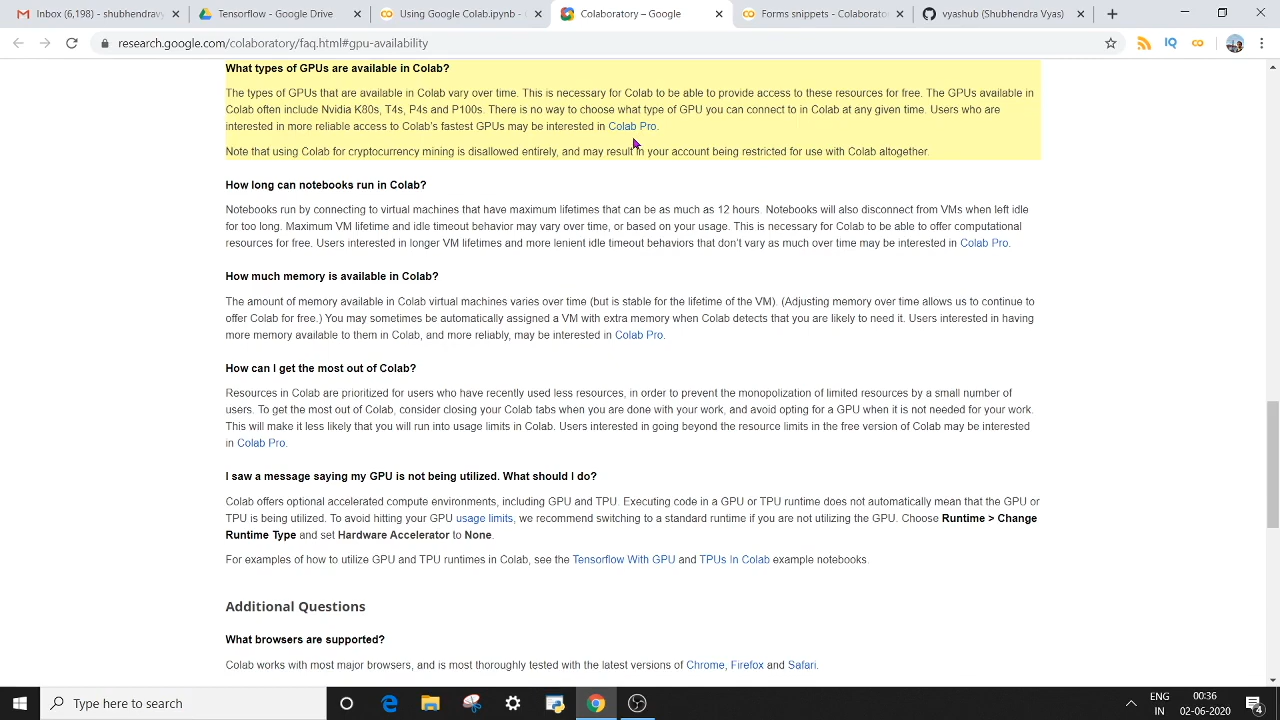 Inbox (6,198) - shubhendravy
Tensorflow - Google Drive
Using Google Colab.ipynb -
Colaboratory – Google
Forms snippets - Colaborato
vyashub (Shubhendra Vyas)
research.google.com/colaboratory/faq.html#gpu-availability
What types of GPUs are available in Colab?
The types of GPUs that are available in Colab vary over time. This is necessary for Colab to be able to provide access to these resources for free. The GPUs available in
Colab often include Nvidia K80s, T4s, P4s and P100s. There is no way to choose what type of GPU you can connect to in Colab at any given time. Users who are
interested in more reliable access to Colab's fastest GPUs may be interested in Colab Pro.
Note that using Colab for cryptocurrency mining is disallowed entirely, and may result in your account being restricted for use with Colab altogether.
How long can notebooks run in Colab?
Notebooks run by connecting to virtual machines that have maximum lifetimes that can be as much as 12 hours. Notebooks will also disconnect from VMs when left idle
for too long. Maximum VM lifetime and idle timeout behavior may vary over time, or based on your usage. This is necessary for Colab to be able to offer computational
resources for free. Users interested in longer VM lifetimes and more lenient idle timeout behaviors that don't vary as much over time may be interested in Colab Pro.
How much memory is available in Colab?
The amount of memory available in Colab virtual machines varies over time (but is stable for the lifetime of the VM). (Adjusting memory over time allows us to continue to
offer Colab for free.) You may sometimes be automatically assigned a VM with extra memory when Colab detects that you are likely to need it. Users interested in having
more memory available to them in Colab, and more reliably, may be interested in Colab Pro.
How can I get the most out of Colab?
Resources in Colab are prioritized for users who have recently used less resources, in order to prevent the monopolization of limited resources by a small number of
users. To get the most out of Colab, consider closing your Colab tabs when you are done with your work, and avoid opting for a GPU when it is not needed for your work.
This will make it less likely that you will run into usage limits in Colab. Users interested in going beyond the resource limits in the free version of Colab may be interested
in Colab Pro.
I saw a message saying my GPU is not being utilized. What should I do?
Colab offers optional accelerated compute environments, including GPU and TPU. Executing code in a GPU or TPU runtime does not automatically mean that the GPU or
TPU is being utilized. To avoid hitting your GPU usage limits, we recommend switching to a standard runtime if you are not utilizing the GPU. Choose Runtime > Change
Runtime Type and set Hardware Accelerator to None.
For examples of how to utilize GPU and TPU runtimes in Colab, see the Tensorflow With GPU and TPUs In Colab example notebooks.
Additional Questions
What browsers are supported?
Colab works with most major browsers, and is most thoroughly tested with the latest versions of Chrome, Firefox and Safari.
Type here to search
ENG
IN
00:36
02-06-2020
4